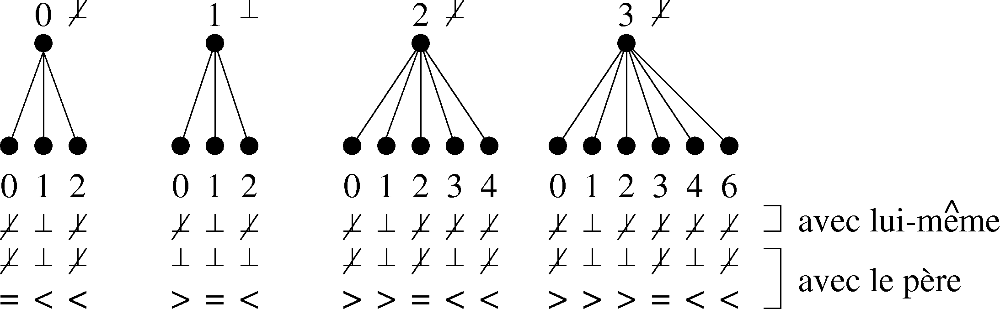 0 ⊥̸ 1 ⊥ 2 ⊥̸ 3 ⊥̸
0 1 2 0 1 2 0 1 2 3 4 0 1 2 3 4 6
⊥̸ ⊥ ⊥̸ ⊥̸ ⊥ ⊥̸ ⊥̸ ⊥ ⊥̸ ⊥̸ ⊥̸ ⊥̸ ⊥ ⊥̸ ⊥̸ ⊥̸ ⊥̸ avec lui-même
⊥̸ ⊥ ⊥̸ ⊥ ⊥ ⊥ ⊥̸ ⊥ ⊥̸ ⊥ ⊥̸ ⊥̸ ⊥ ⊥ ⊥̸ ⊥ ⊥̸
avec le père
= < < > = < > > = < < > > > = < <